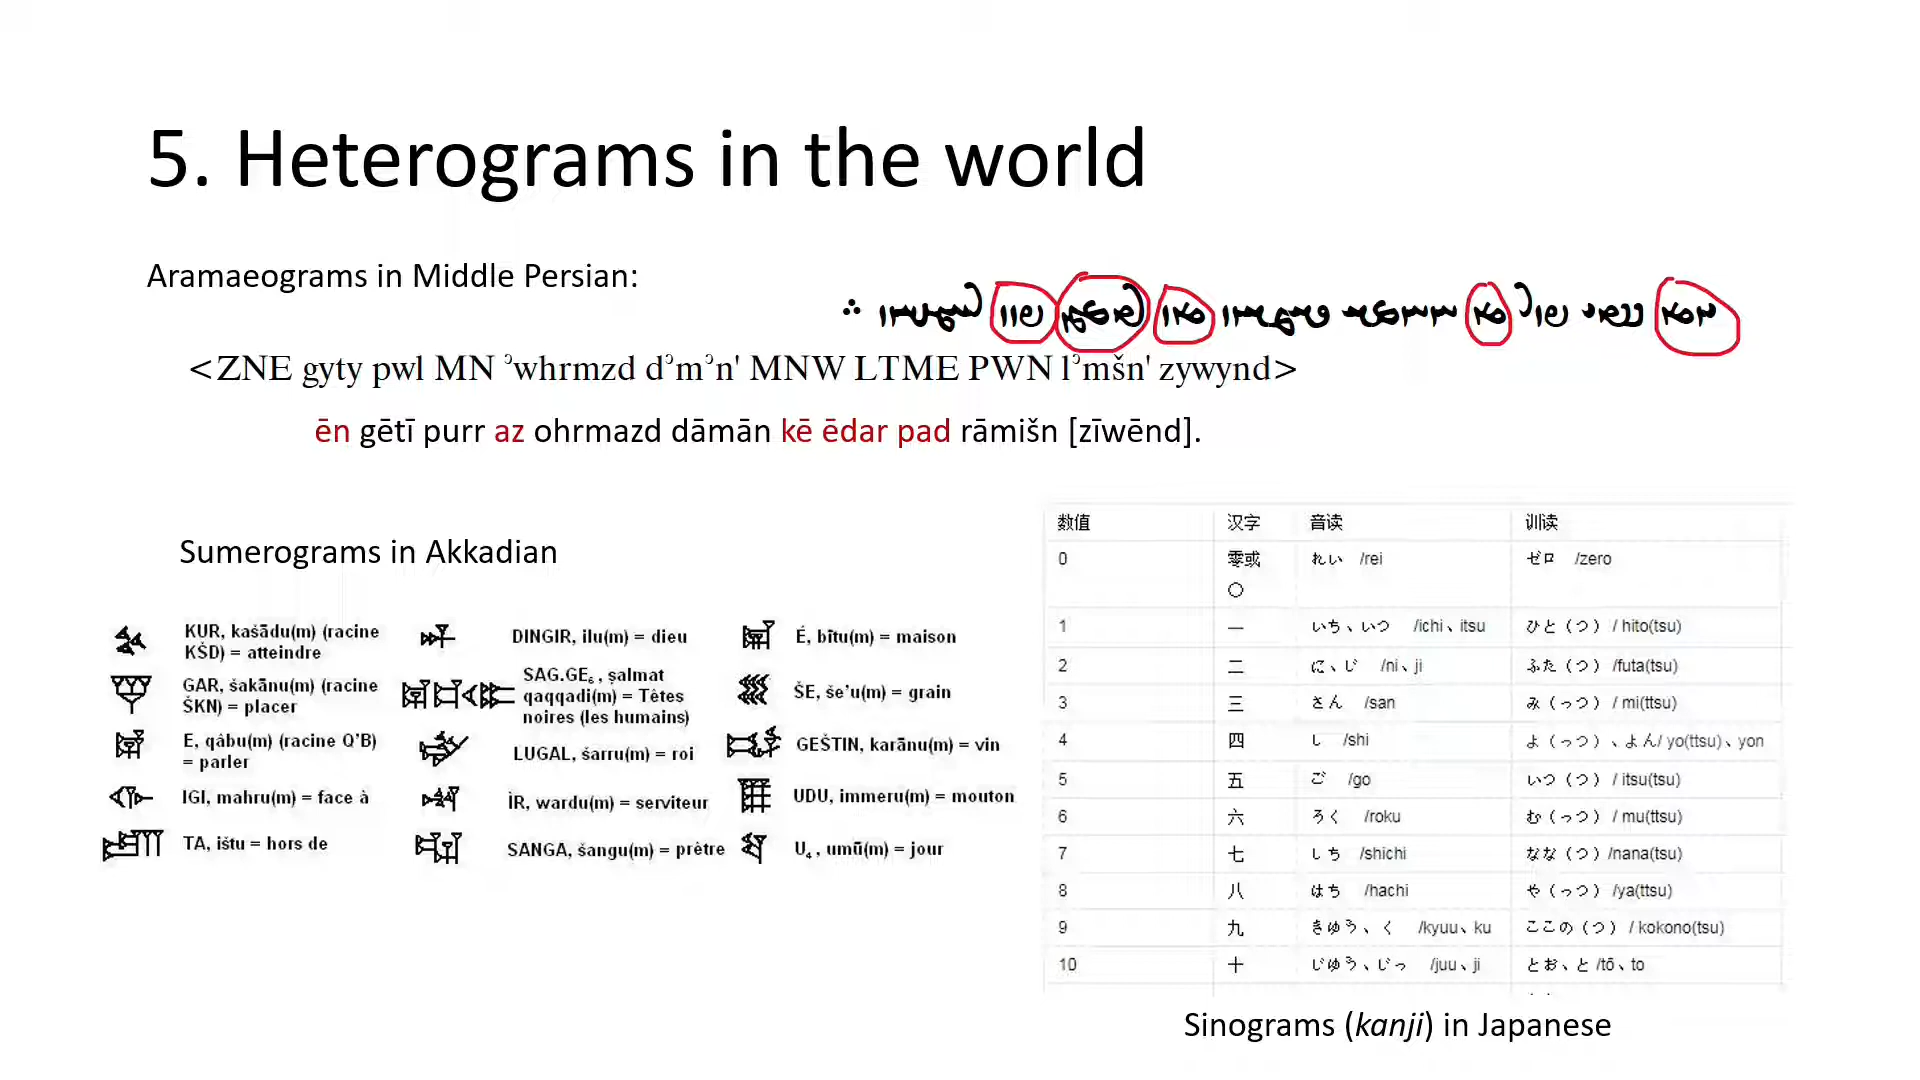 5. Heterograms in the world
Aramaeograms in Middle Persian:
<ZNE gyty pwl MN ʾwhrmzd dʾmʾn' MNW LTME PWN lʾmšn' zywynd>
ēn gētī purr az ohrmazd dāmān kē ēdar pad rāmišn [zīwēnd].
Sumerograms in Akkadian
KUR, kašādu(m) (racine
KŠD) = atteindre
GAR, šakānu(m) (racine
ŠKN) = placer
E, qâbu(m) (racine Q'B)
= parler
IGI, mahru(m) = face à
TA, ištu = hors de
DINGIR, ilu(m) = dieu
SAG.GE₆, ṣalmat
qaqqadi(m) = Têtes
noires (les humains)
LUGAL, šarru(m) = roi
ÌR, wardu(m) = serviteur
SANGA, šangu(m) = prètre
É, bîtu(m) = maison
ŠE, še'u(m) = grain
GEŠTIN, karānu(m) = vin
UDU, immeru(m) = mouton
U₄, umū(m) = jour
数值 汉字 音读 训读
0 零或 れい /rei ゼロ /zero
〇
1 一 いち、いつ /ichi、itsu ひと（つ）/ hito(tsu)
2 二 に、じ /ni、ji ふた（つ）/futa(tsu)
3 三 さん /san み（っつ）/ mi(ttsu)
4 四 し /shi よ（っつ）、よん/ yo(ttsu)、yon
5 五 ご /go いつ（つ）/ itsu(tsu)
6 六 ろく /roku む（っつ）/ mu(ttsu)
7 七 しち /shichi なな（つ）/nana(tsu)
8 八 はち /hachi や（っつ）/ya(ttsu)
9 九 きゅう、く /kyuu、ku ここの（つ）/ kokono(tsu)
10 十 じゅう、じっ /juu、ji とお、と /tō、to
Sinograms (kanji) in Japanese